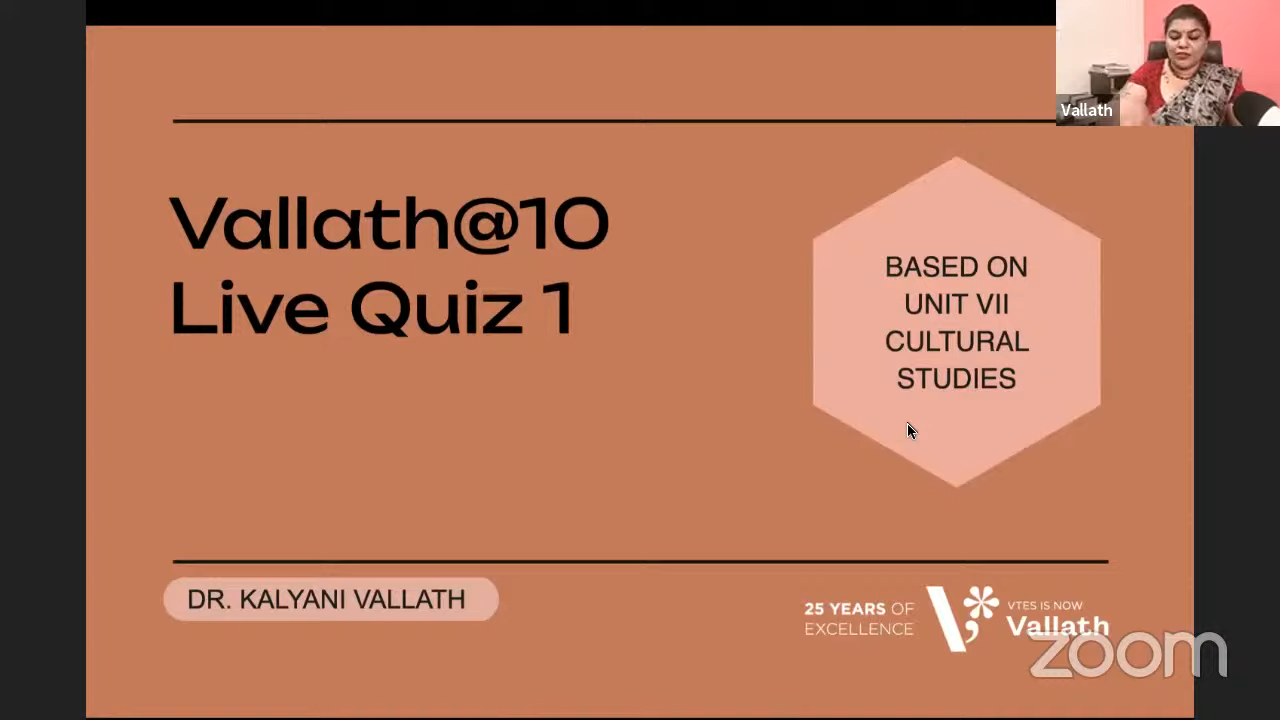 Vallath
Vallath@10
Live Quiz 1
BASED ON
UNIT VII
CULTURAL
STUDIES
DR. KALYANI VALLATH
25 YEARS OF
EXCELLENCE
VTES IS NOW
Vallath
zoom